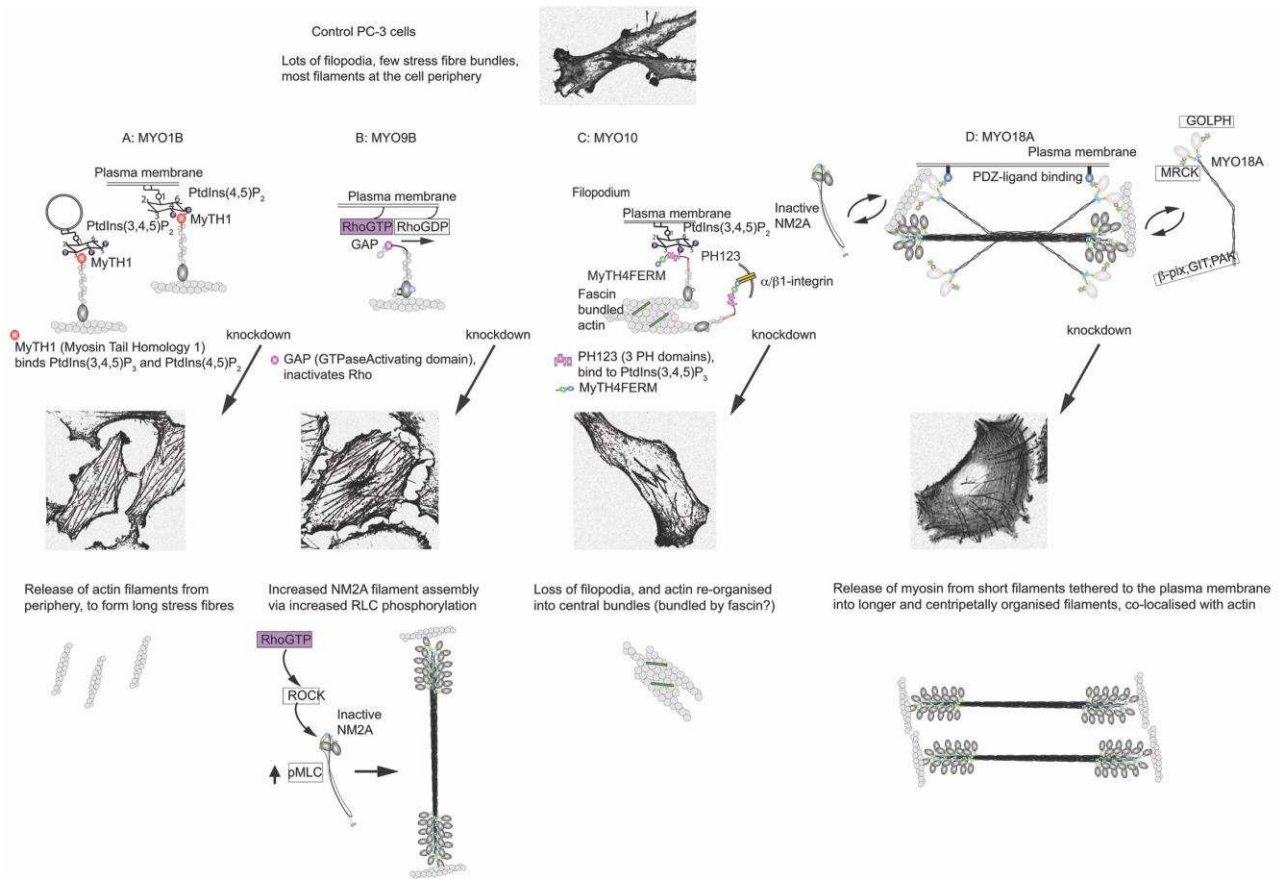 Control PC-3 cells
Lots of filopodia, few stress fibre bundles,
most filaments at the cell periphery
A: MYO1B
Plasma membrane
PtdIns(4,5)P2
2
1
6
MyTH1
PtdIns(3,4,5)P2
MyTH1
MyTH1 (Myosin Tail Homology 1)
binds PtdIns(3,4,5)P3 and PtdIns(4,5)P2
knockdown
Release of actin filaments from
periphery, to form long stress fibres
B: MYO9B
Plasma membrane
RhoGTP
RhoGDP
GAP
knockdown
GAP (GTPaseActivating domain),
inactivates Rho
Increased NM2A filament assembly
via increased RLC phosphorylation
RhoGTP
ROCK
Inactive
NM2A
pMLC
C: MYO10
Filopodium
Plasma membrane
PtdIns(3,4,5)P2
PH123
MyTH4FERM
α/β1-integrin
Fascin
bundled
actin
knockdown
PH123 (3 PH domains),
bind to PtdIns(3,4,5)P3
MyTH4FERM
Loss of filopodia, and actin re-organised
into central bundles (bundled by fascin?)
D: MYO18A
Plasma membrane
PDZ-ligand binding
Inactive
NM2A
GOLPH
MYO18A
MRCK
β-pix,GIT,PAK
knockdown
Release of myosin from short filaments tethered to the plasma membrane
into longer and centripetally organised filaments, co-localised with actin